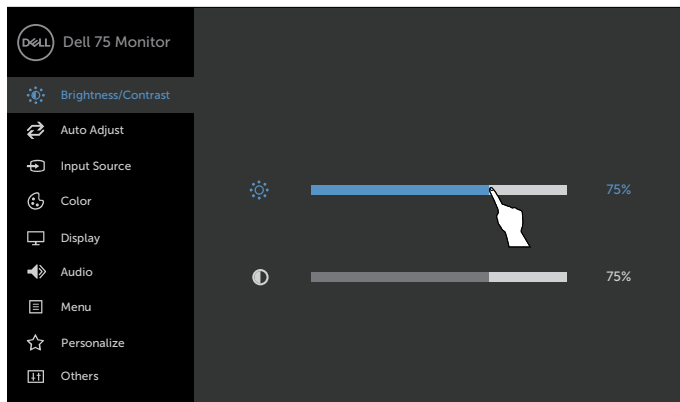 DELL
Dell 75 Monitor
Brightness/Contrast
Auto Adjust
Input Source
Color
Display
Audio
Menu
Personalize
Others
75%
75%